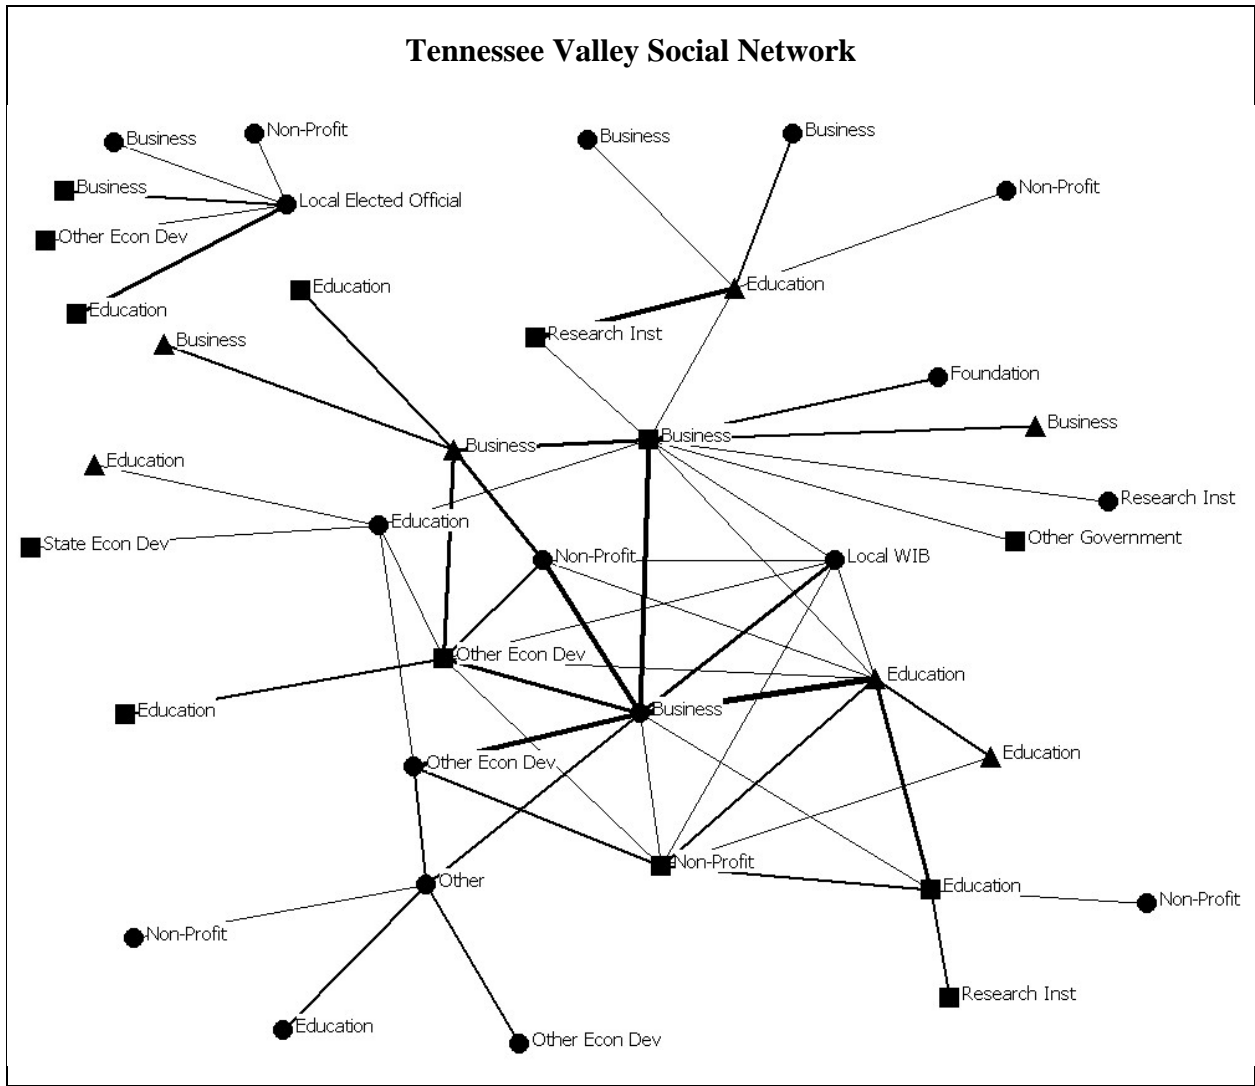 Tennessee Valley Social Network
Business
Non-Profit
Business
Business
Business
Non-Profit
Local Elected Official
Other Econ Dev
Education
Education
Education
Business
Research Inst
Foundation
Business
Business
Business
Education
Education
Research Inst
State Econ Dev
Other Government
Non-Profit
Local WIB
Other Econ Dev
Education
Education
Business
Other Econ Dev
Education
Non-Profit
Other
Education
Non-Profit
Non-Profit
Research Inst
Education
Other Econ Dev